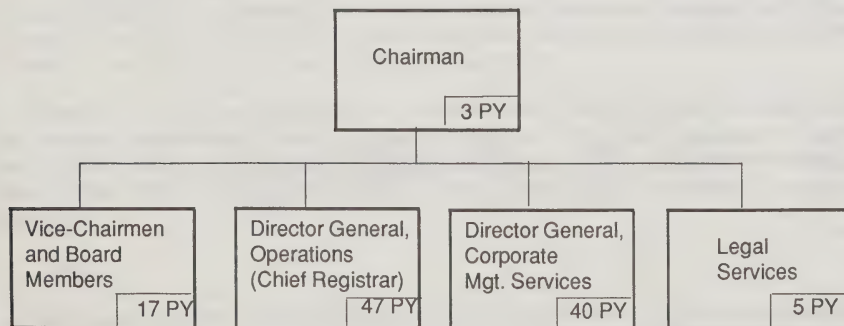 Chairman
3 PY
Vice-Chairmen
and Board
Members
17 PY
Director General,
Operations
(Chief Registrar)
47 PY
Director General,
Corporate
Mgt. Services
40 PY
Legal
Services
5 PY